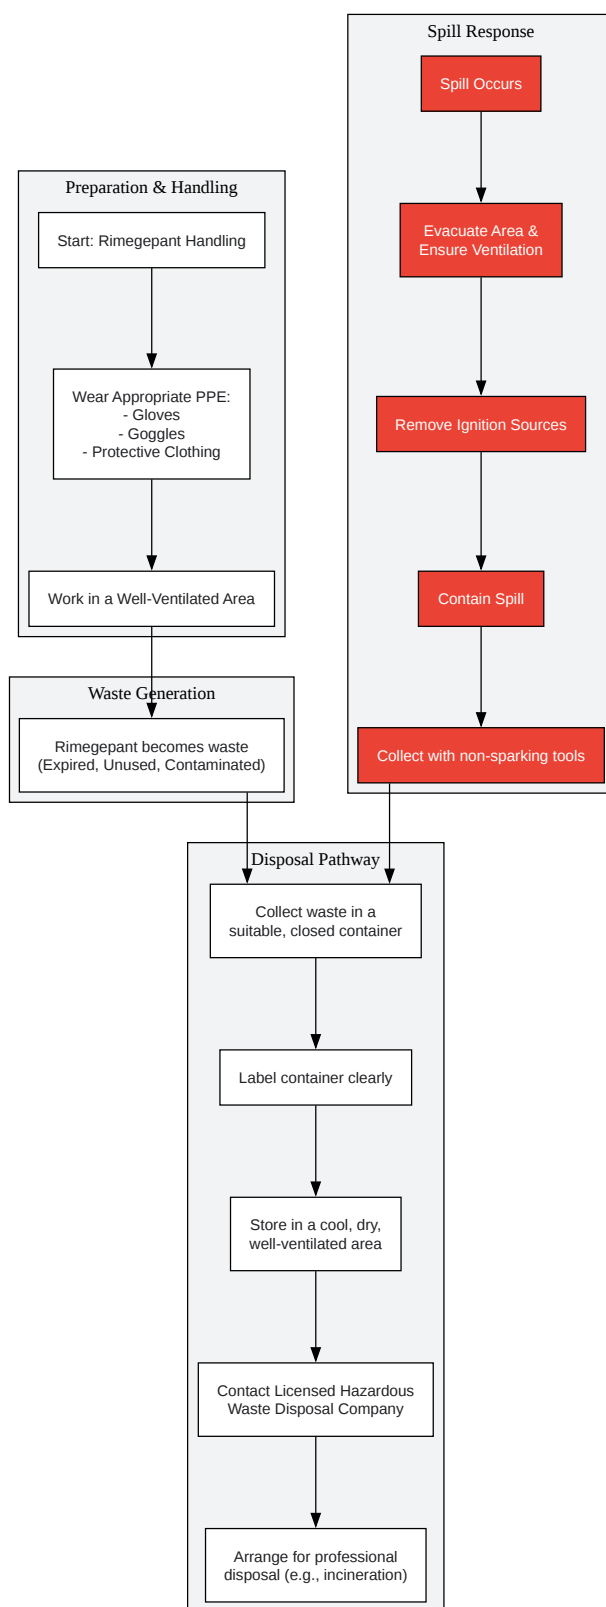 Spill Response
Spill Occurs
Evacuate Area &
Ensure Ventilation
Remove Ignition Sources
Contain Spill
Collect with non-sparking tools
Preparation & Handling
Start: Rimegepant Handling
Wear Appropriate PPE:
- Gloves
- Goggles
- Protective Clothing
Work in a Well-Ventilated Area
Waste Generation
Rimegepant becomes waste
(Expired, Unused, Contaminated)
Disposal Pathway
Collect waste in a
suitable, closed container
Label container clearly
Store in a cool, dry,
well-ventilated area
Contact Licensed Hazardous
Waste Disposal Company
Arrange for professional
disposal (e.g., incineration)